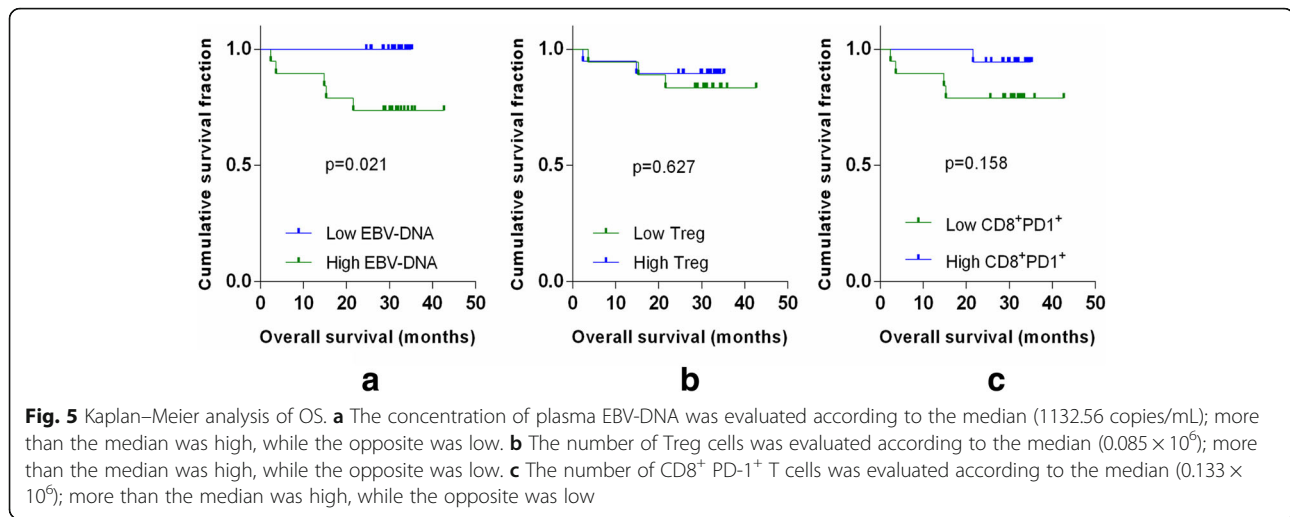 Cumulative survival fraction
1.0
0.5
0.0
p=0.021
Low EBV-DNA
High EBV-DNA
0 10 20 30 40 50
Overall survival (months)
a
Cumulative survival fraction
1.0
0.5
0.0
p=0.627
Low Treg
High Treg
0 10 20 30 40 50
Overall survival (months)
b
Cumulative survival fraction
1.0
0.5
0.0
p=0.158
Low CD8⁺PD1⁺
High CD8⁺PD1⁺
0 10 20 30 40 50
Overall survival (months)
c
Fig. 5 Kaplan–Meier analysis of OS. a The concentration of plasma EBV-DNA was evaluated according to the median (1132.56 copies/mL); more
than the median was high, while the opposite was low. b The number of Treg cells was evaluated according to the median (0.085 × 10⁶); more
than the median was high, while the opposite was low. c The number of CD8⁺ PD-1⁺ T cells was evaluated according to the median (0.133 ×
10⁶); more than the median was high, while the opposite was low